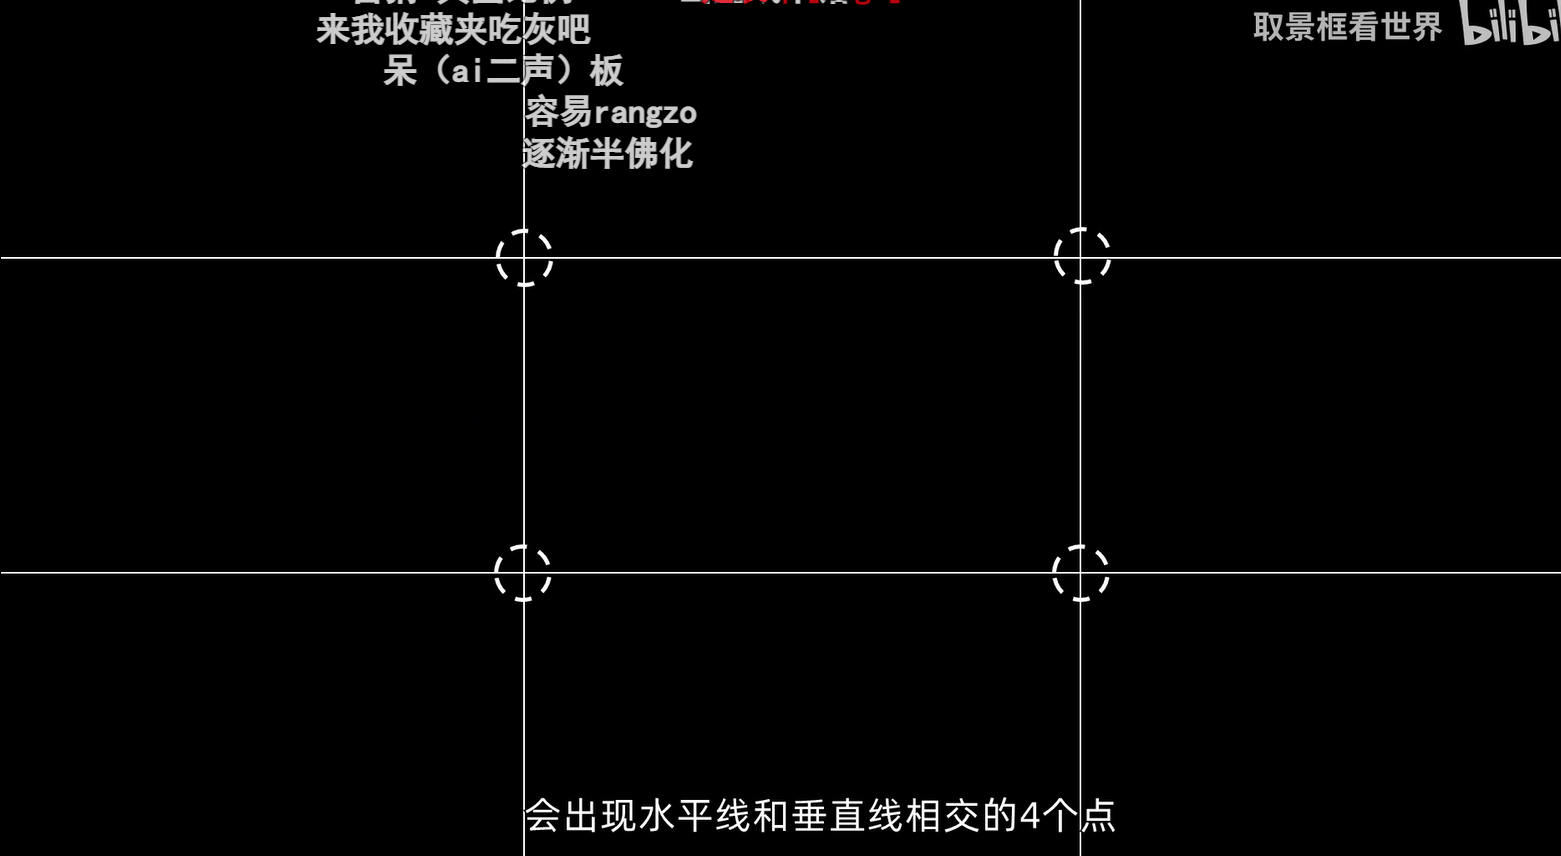 来我收藏夹吃灰吧
取景框看世界
呆（ai二声）板
容易rangzo
逐渐半佛化
会出现水平线和垂直线相交的4个点